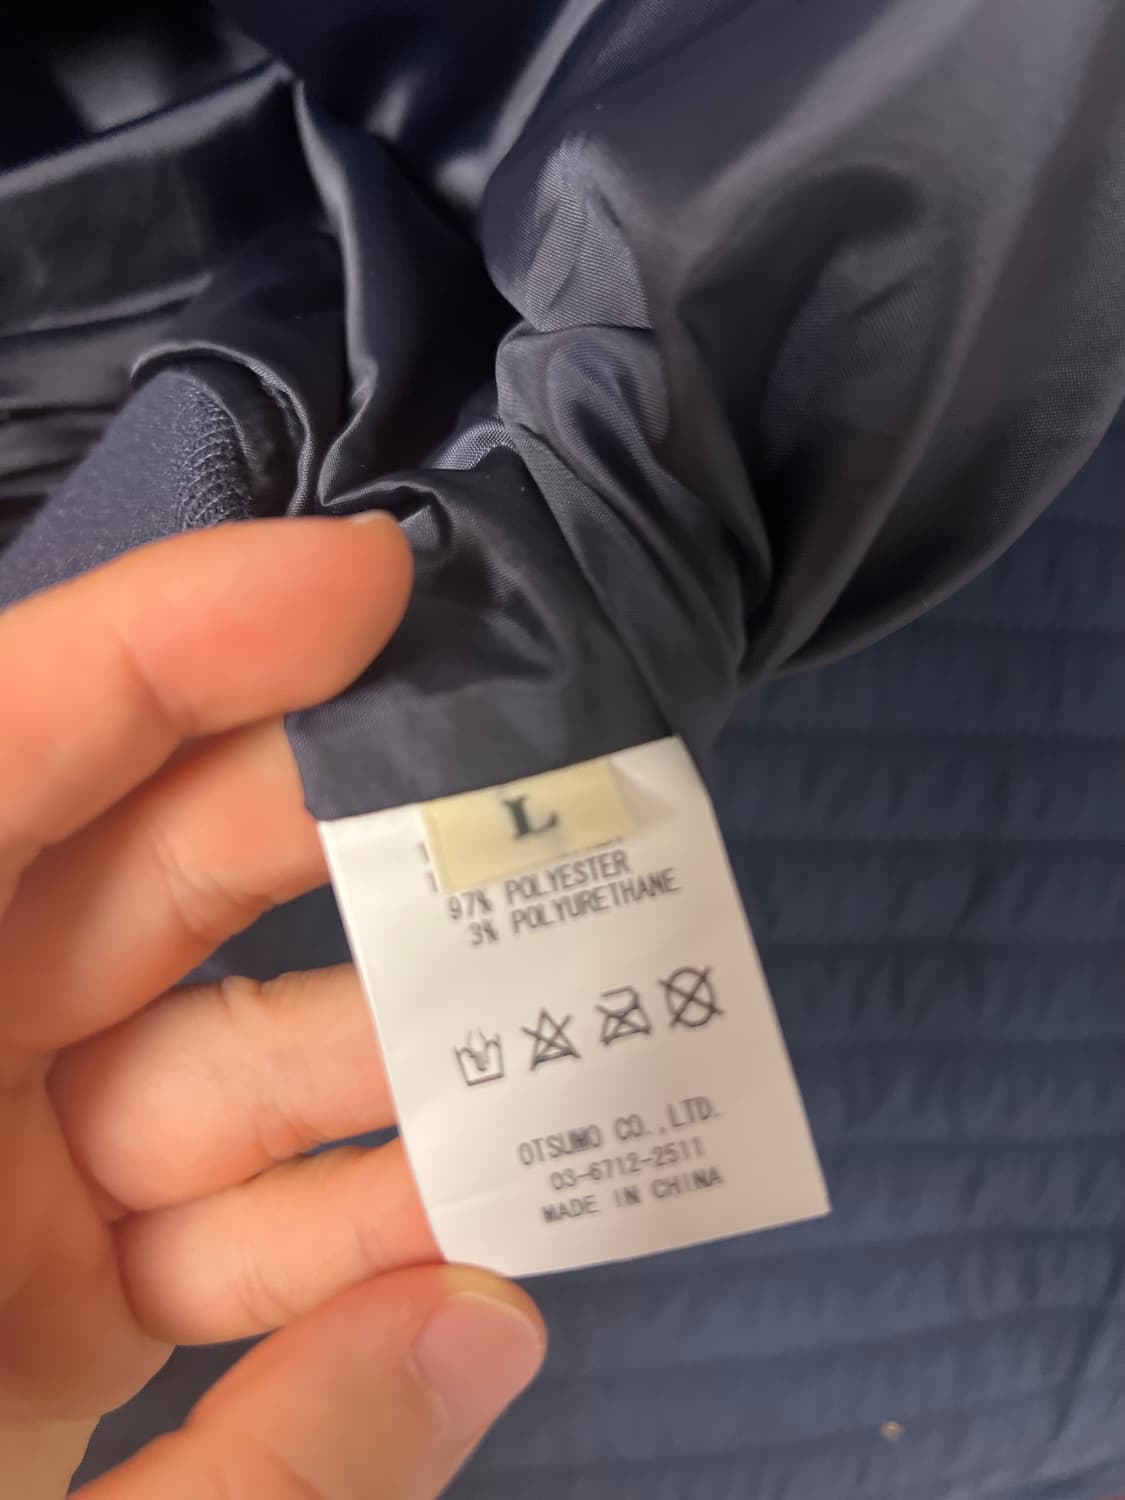 L
97% POLYESTER
3% POLYURETHANE
OTSUMO CO.,LTD.
03-6712-2511
MADE IN CHINA